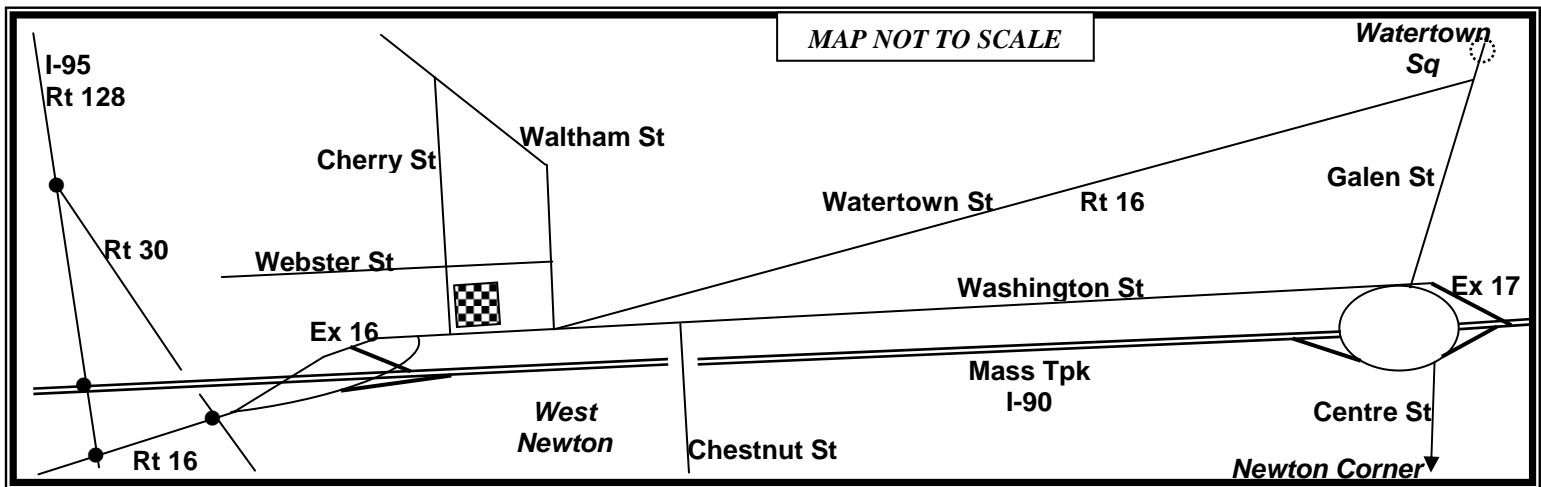 MAP NOT TO SCALE
Watertown
Sq
I-95
Rt 128
Waltham St
Cherry St
Galen St
Watertown St
Rt 16
Rt 30
Webster St
Washington St
Ex 17
Ex 16
Mass Tpk
I-90
West
Newton
Centre St
Chestnut St
Rt 16
Newton Corner